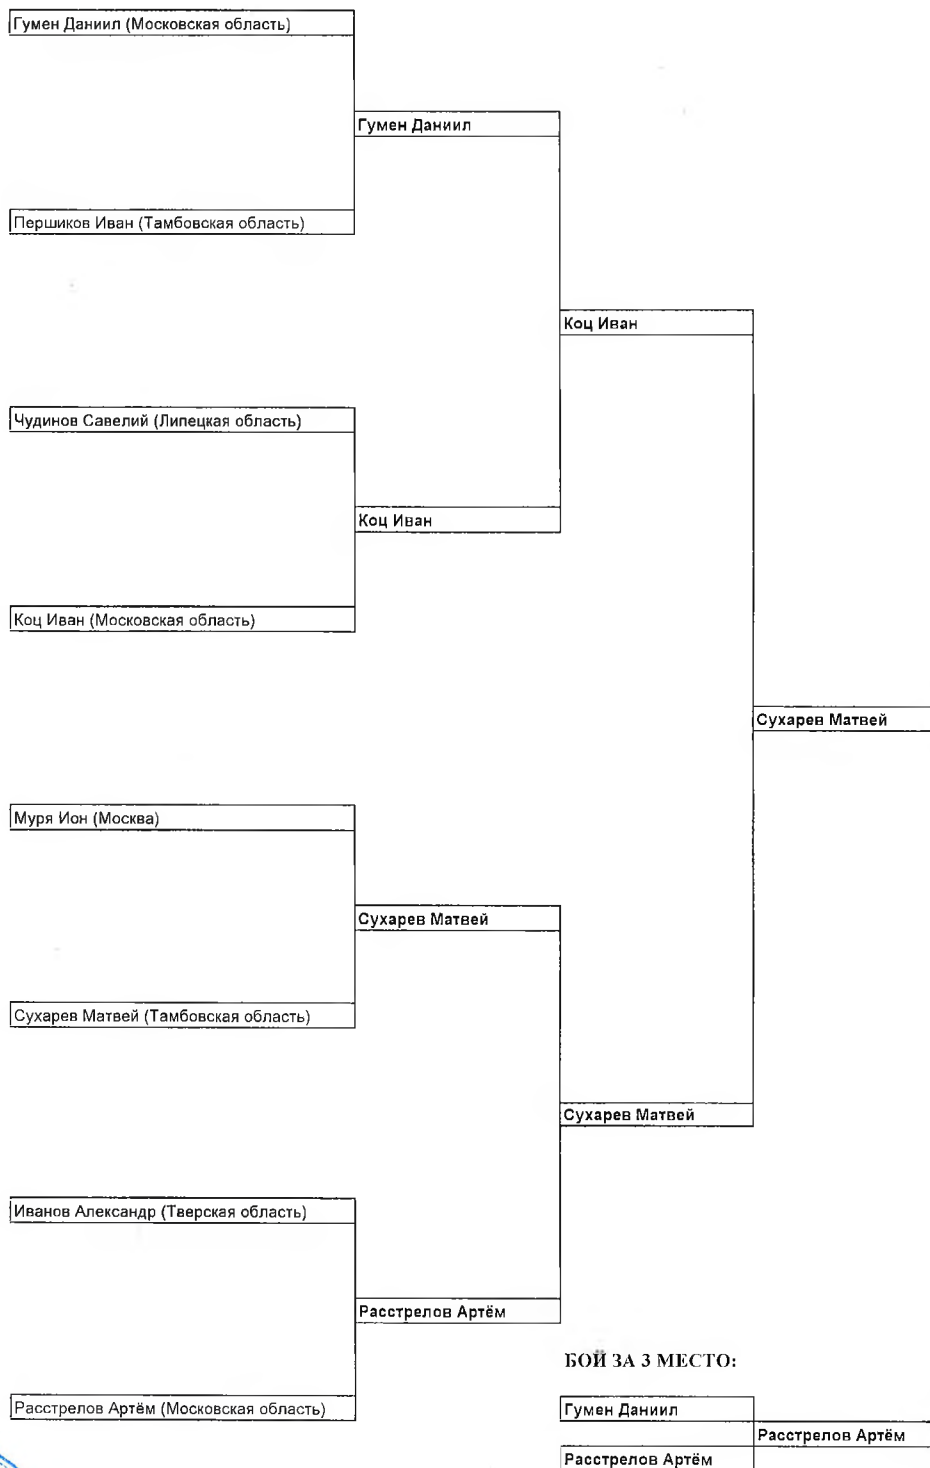 Гумен Даниил (Московская область)
Гумен Даниил
Першиков Иван (Тамбовская область)
Коц Иван
Чудинов Савелий (Липецкая область)
Коц Иван
Коц Иван (Московская область)
Сухарев Матвей
Муря Ион (Москва)
Сухарев Матвей
Сухарев Матвей (Тамбовская область)
Сухарев Матвей
Иванов Александр (Тверская область)
Расстрелов Артём
БОЙ ЗА 3 МЕСТО:
Расстрелов Артём (Московская область)
Гумен Даниил
Расстрелов Артём
Расстрелов Артём